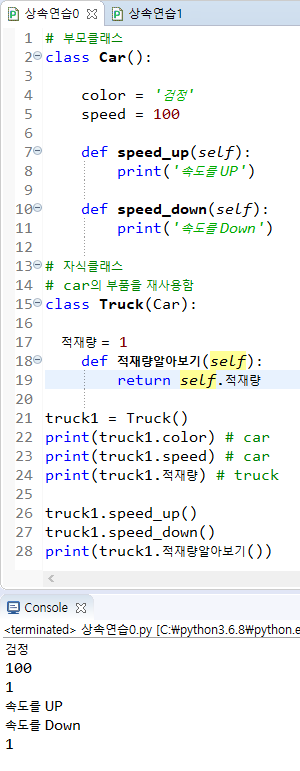 상속연습0 상속연습1
1 # 부모클래스
2 class Car():
3
4 color = '검정'
5 speed = 100
6
7 def speed_up(self):
8 print('속도를 UP')
9
10 def speed_down(self):
11 print('속도를 Down')
12
13 # 자식클래스
14 # car의 부품을 재사용함
15 class Truck(Car):
16
17 적재량 = 1
18 def 적재량알아보기(self):
19 return self.적재량
20
21 truck1 = Truck()
22 print(truck1.color) # car
23 print(truck1.speed) # car
24 print(truck1.적재량) # truck
25
26 truck1.speed_up()
27 truck1.speed_down()
28 print(truck1.적재량알아보기())
Console
<terminated> 상속연습0.py [C:\python3.6.8\python.e
검정
100
1
속도를 UP
속도를 Down
1